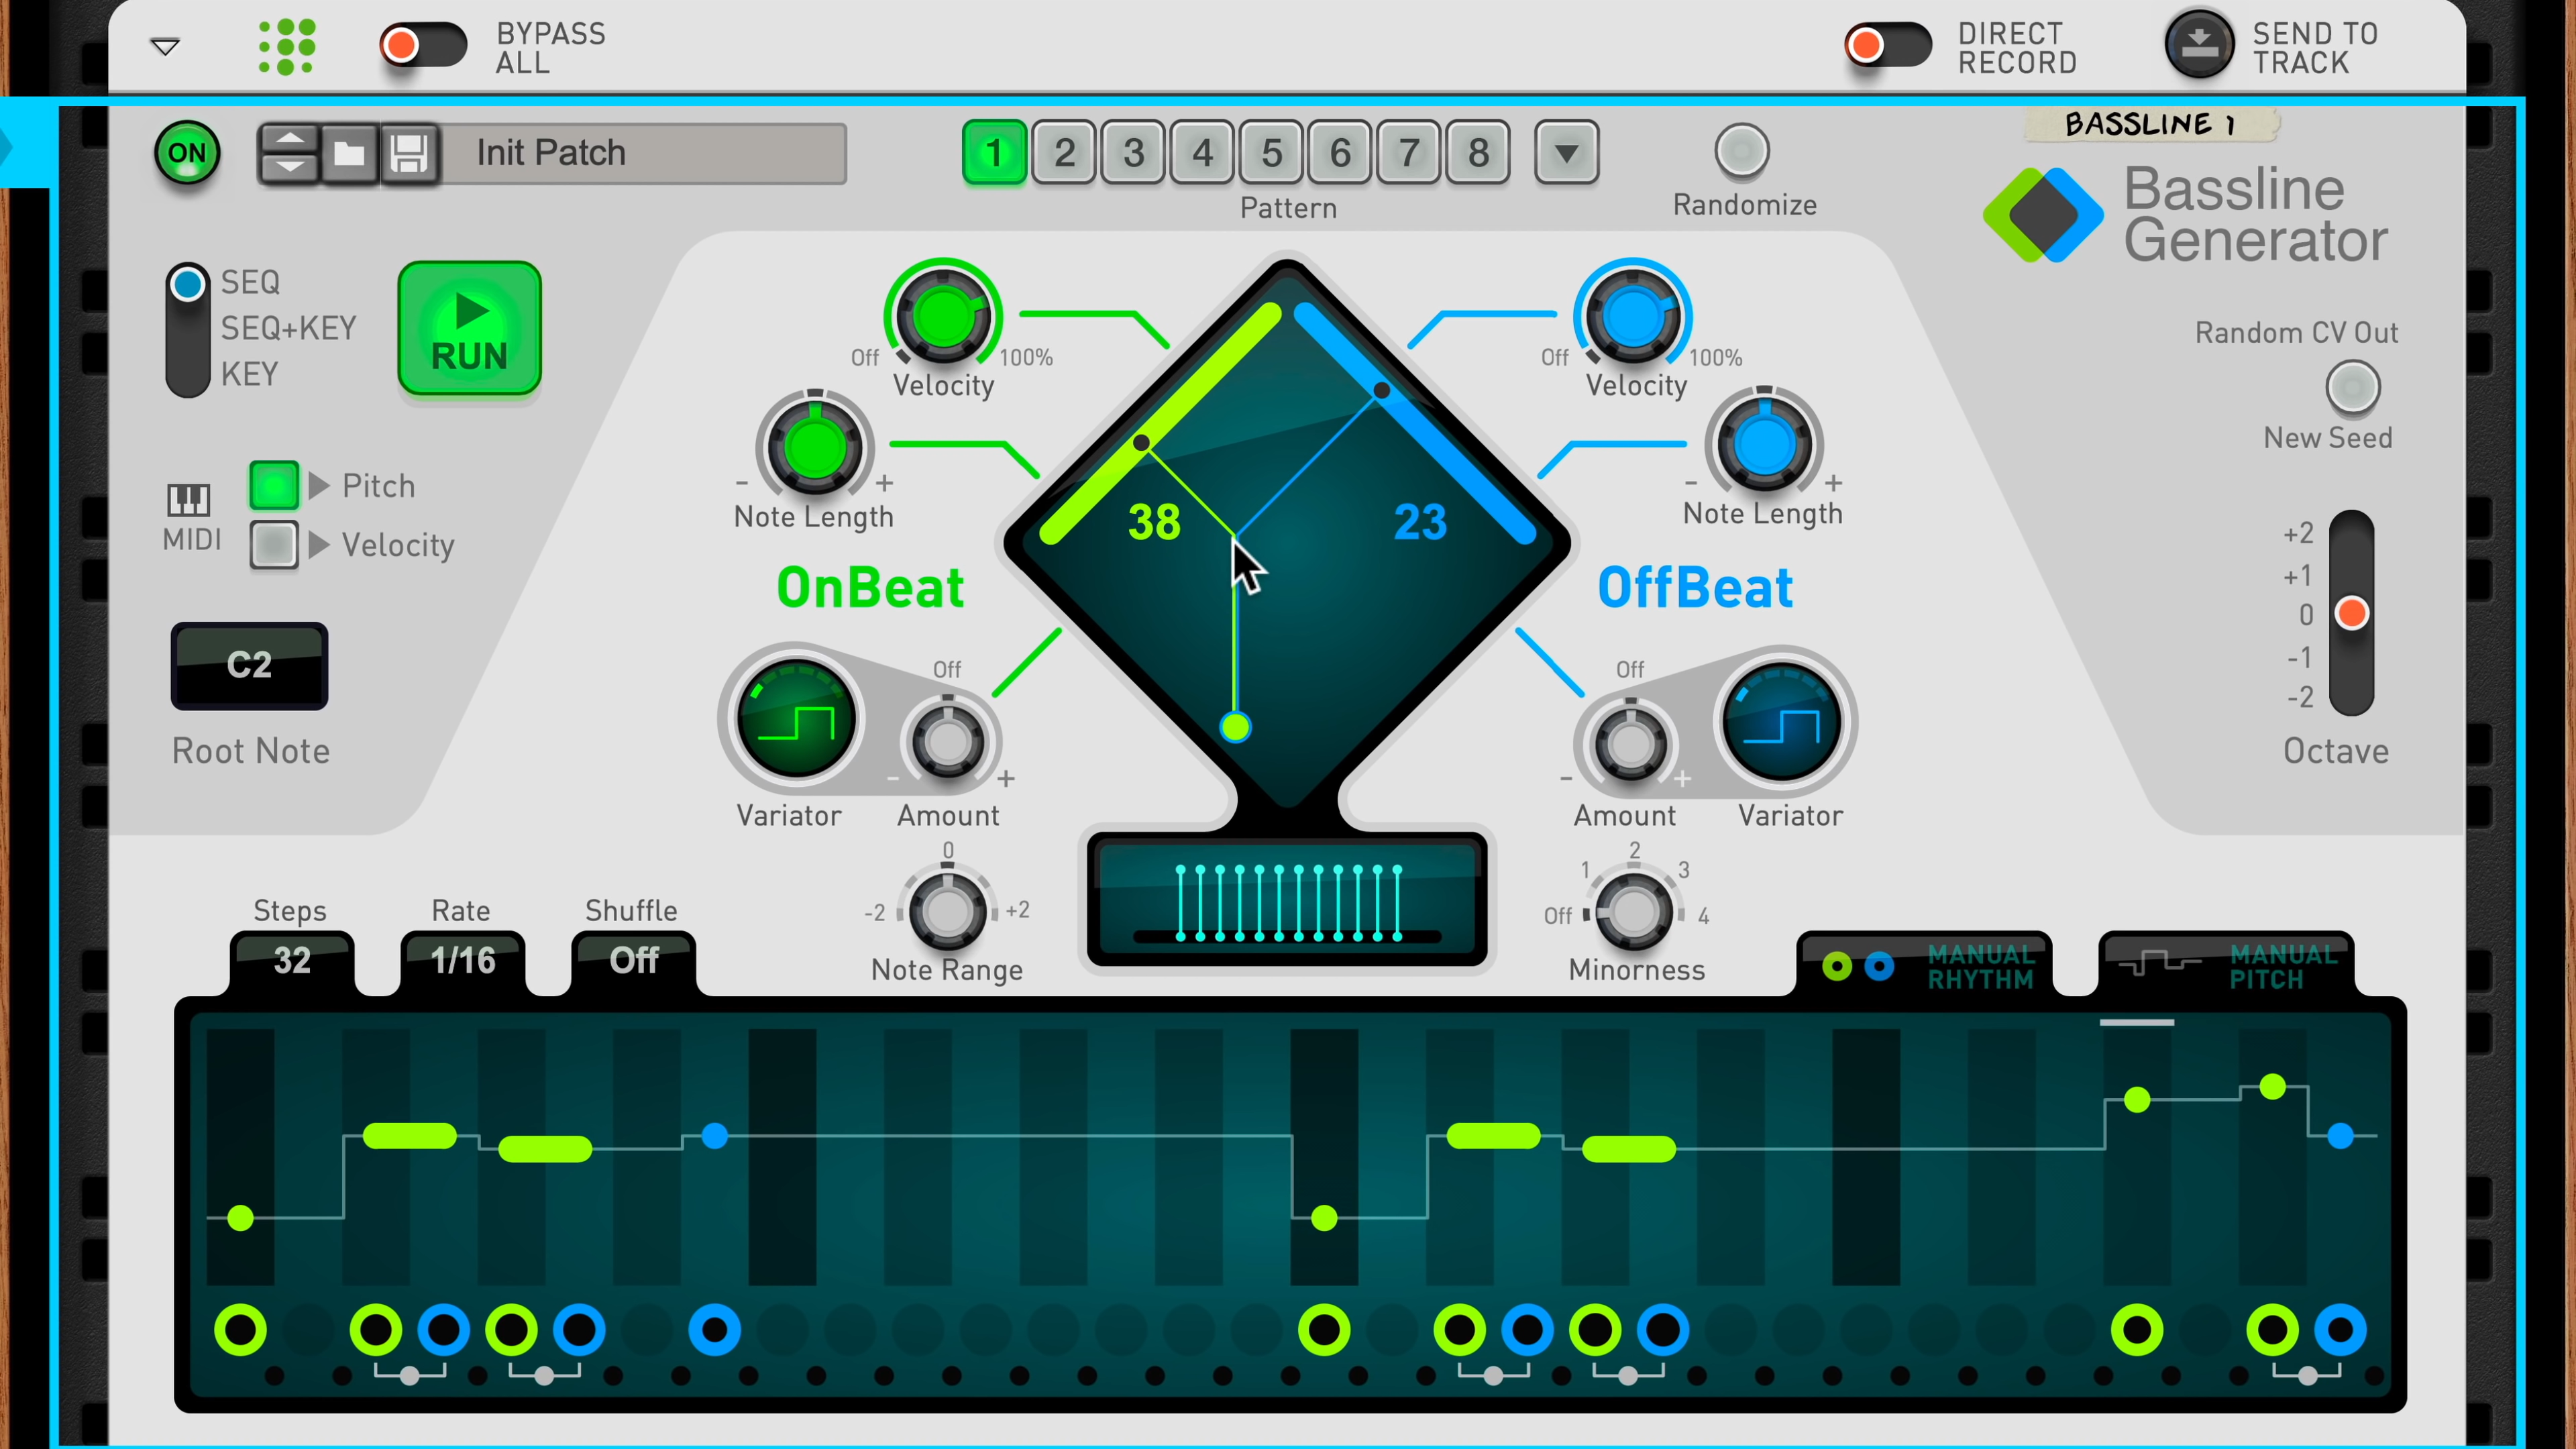 BYPASS
ALL
DIRECT
RECORD
SEND TO
TRACK
ON
Init Patch
1 2 3 4 5 6 7 8
Pattern
Randomize
BASSLINE 1
Bassline
Generator
SEQ
SEQ+KEY
KEY
RUN
MIDI
Pitch
Velocity
C2
Root Note
Off 100%
Velocity
- +
Note Length
OnBeat
38
23
Off 100%
Velocity
- +
Note Length
OffBeat
Variator
Off
- +
Amount
Off
- +
Amount
Variator
Random CV Out
New Seed
+2
+1
0
-1
-2
Octave
0
-2 +2
Note Range
Off 1 2 3 4
Minorness
Steps
32
Rate
1/16
Shuffle
Off
MANUAL
RHYTHM
MANUAL
PITCH